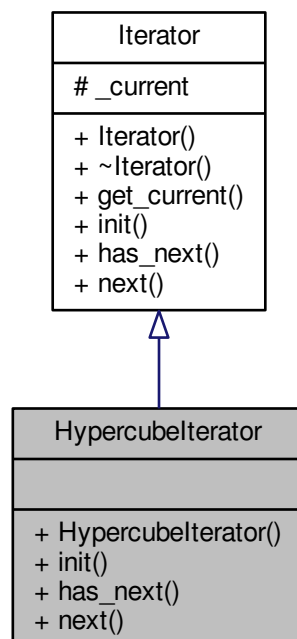 Iterator
# _current
+ Iterator()
+ ~Iterator()
+ get_current()
+ init()
+ has_next()
+ next()
HypercubeIterator
+ HypercubeIterator()
+ init()
+ has_next()
+ next()